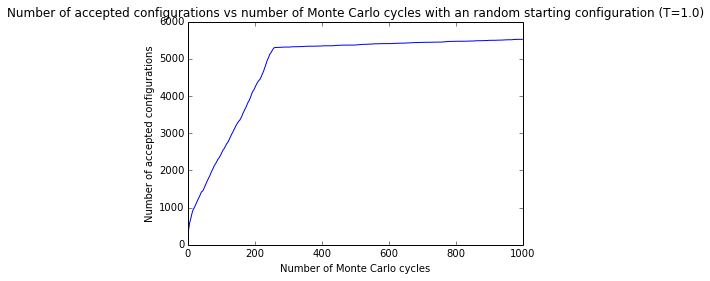 Number of accepted configurations vs number of Monte Carlo cycles with an random starting configuration (T=1.0)
6000
5000
4000
3000
2000
1000
0
Number of accepted configurations
0 200 400 600 800 1000
Number of Monte Carlo cycles